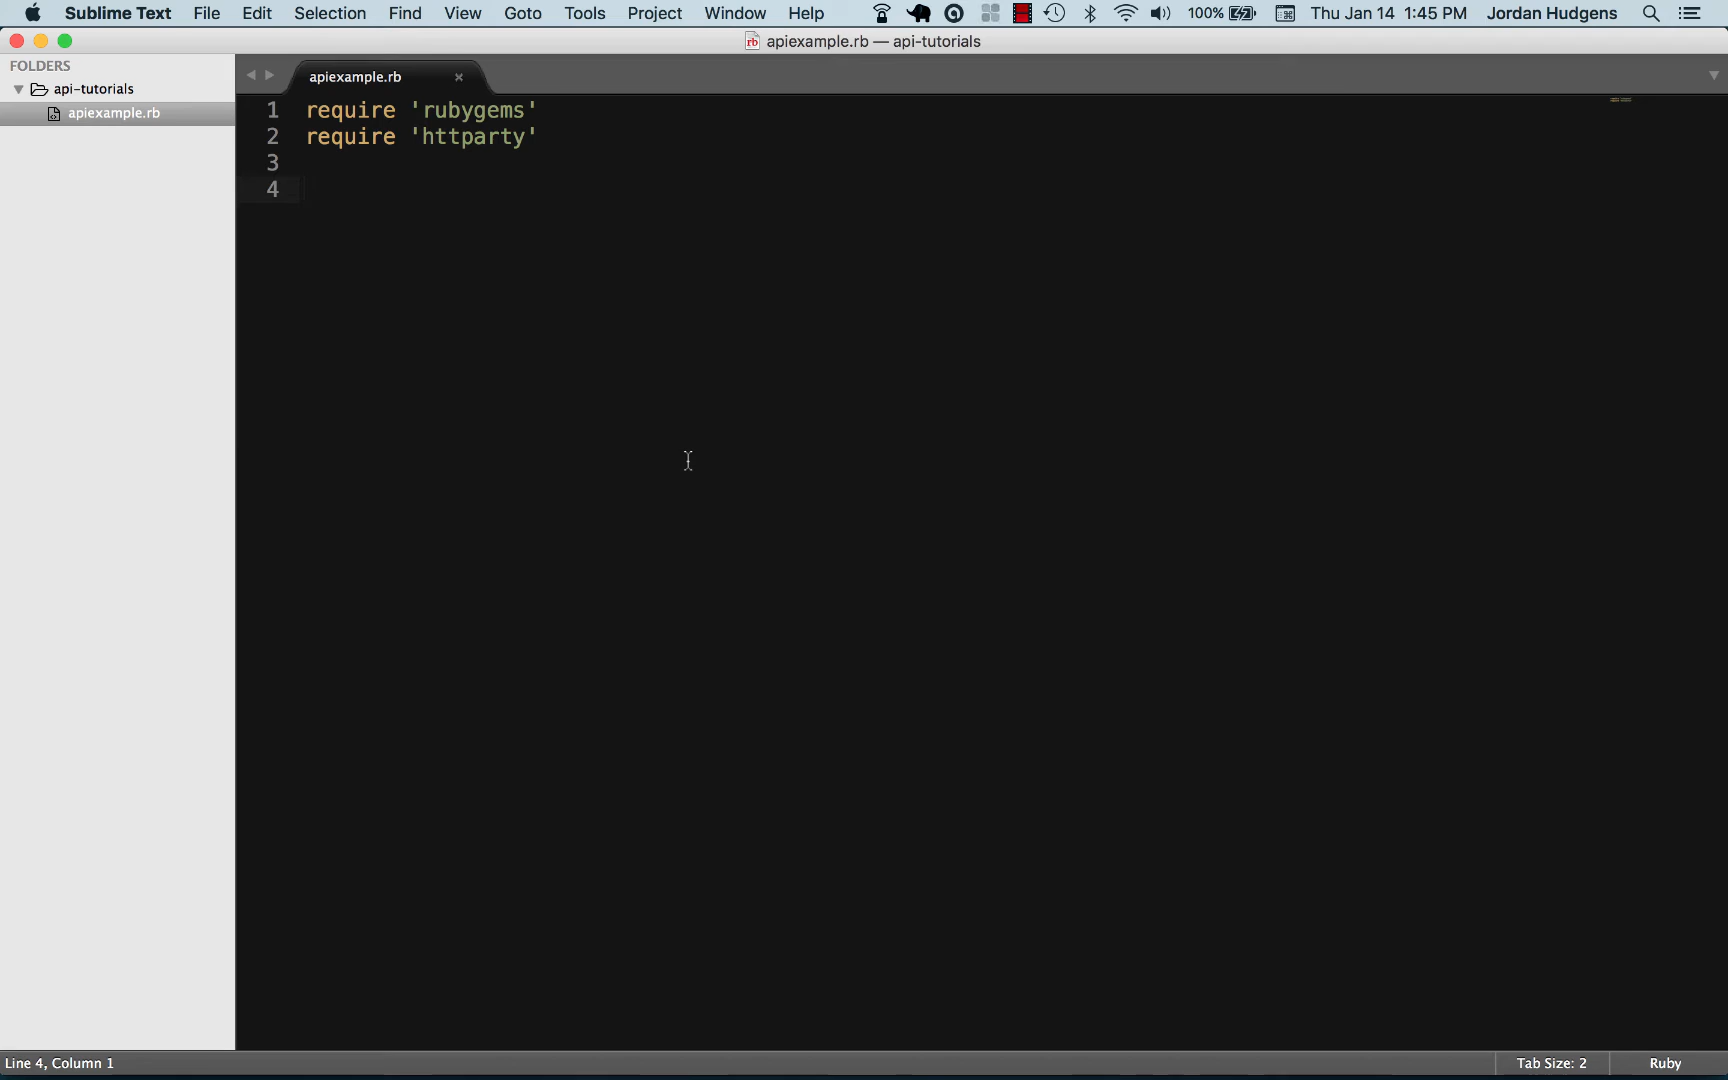 Sublime Text File Edit Selection Find View Goto Tools Project Window Help 100% Thu Jan 14 1:45 PM Jordan Hudgens
rb apiexample.rb — api-tutorials
FOLDERS
api-tutorials
apiexample.rb
apiexample.rb ×
1 require 'rubygems'
2 require 'httparty'
3
4
Line 4, Column 1 Tab Size: 2 Ruby